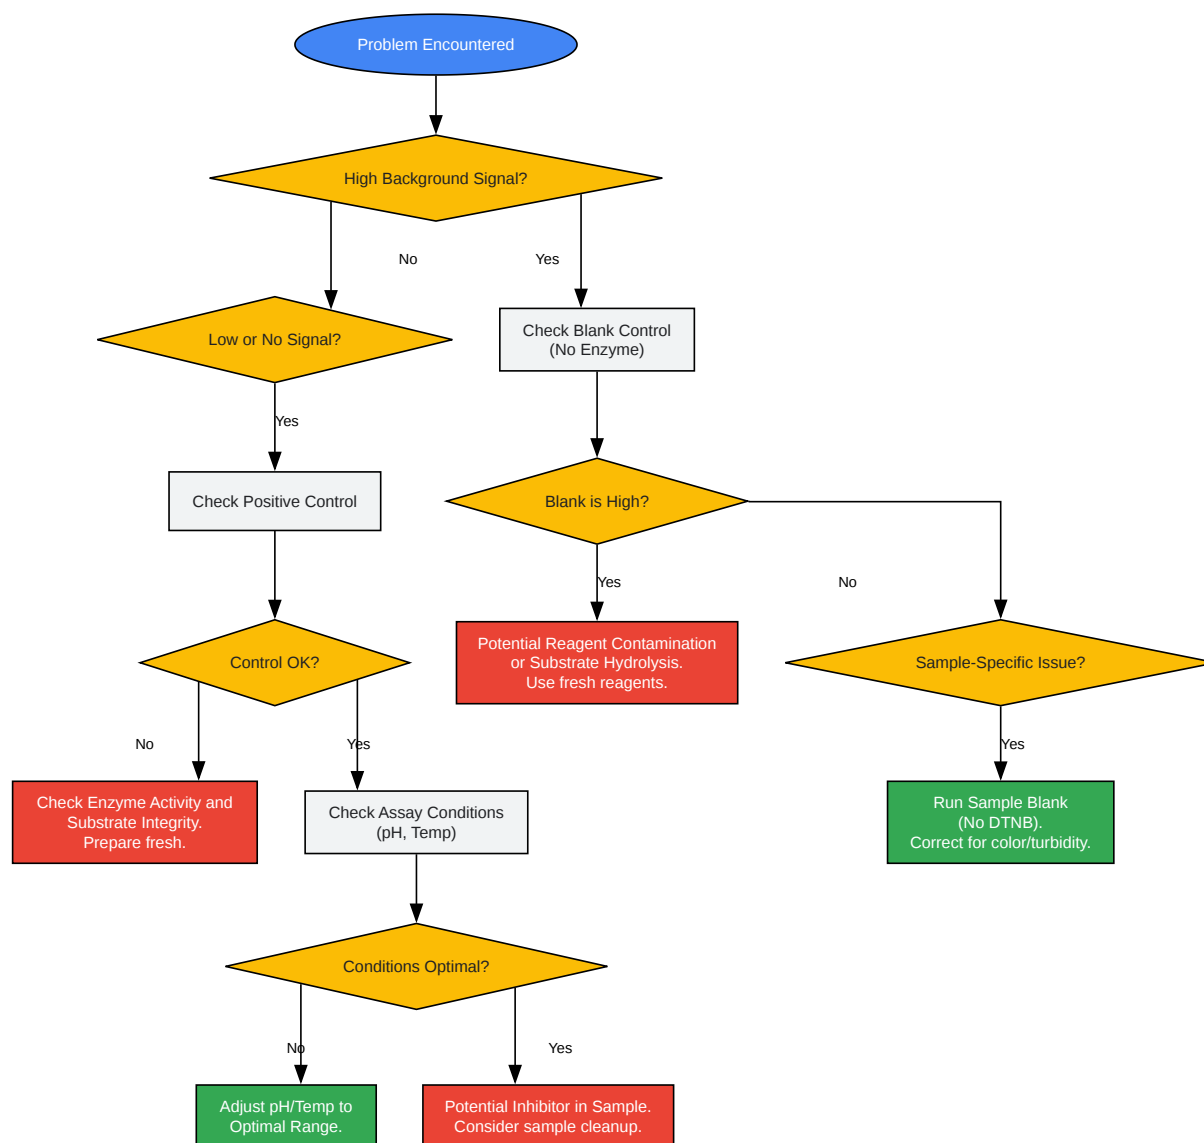 Problem Encountered
High Background Signal?
No
Yes
Low or No Signal?
Check Blank Control
(No Enzyme)
Yes
Check Positive Control
Blank is High?
Yes
No
Control OK?
Potential Reagent Contamination
or Substrate Hydrolysis.
Use fresh reagents.
Sample-Specific Issue?
No
Yes
Yes
Check Enzyme Activity and
Substrate Integrity.
Prepare fresh.
Check Assay Conditions
(pH, Temp)
Run Sample Blank
(No DTNB).
Correct for color/turbidity.
Conditions Optimal?
No
Yes
Adjust pH/Temp to
Optimal Range.
Potential Inhibitor in Sample.
Consider sample cleanup.